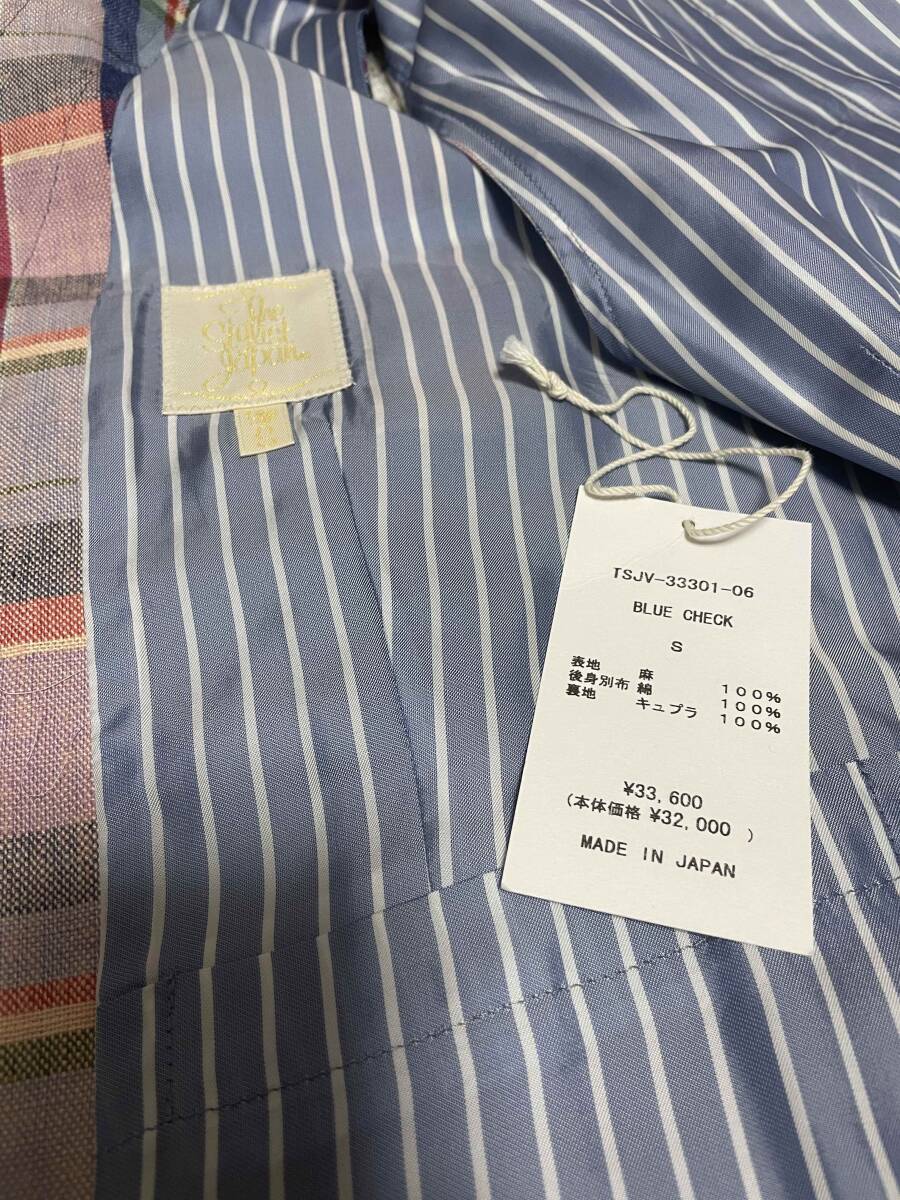 The
Stylist
Japan
TSJV-33301-06
BLUE CHECK
S
表地 麻 100%
後身別布 綿 100%
裏地 キュプラ 100%
¥33,600
(本体価格 ¥32,000 )
MADE IN JAPAN